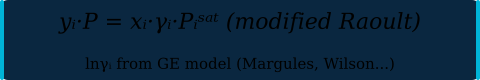 yᵢ·P = xᵢ·γᵢ·Pᵢˢᵃᵗ (modified Raoult)
lnγᵢ from GE model (Margules, Wilson...)